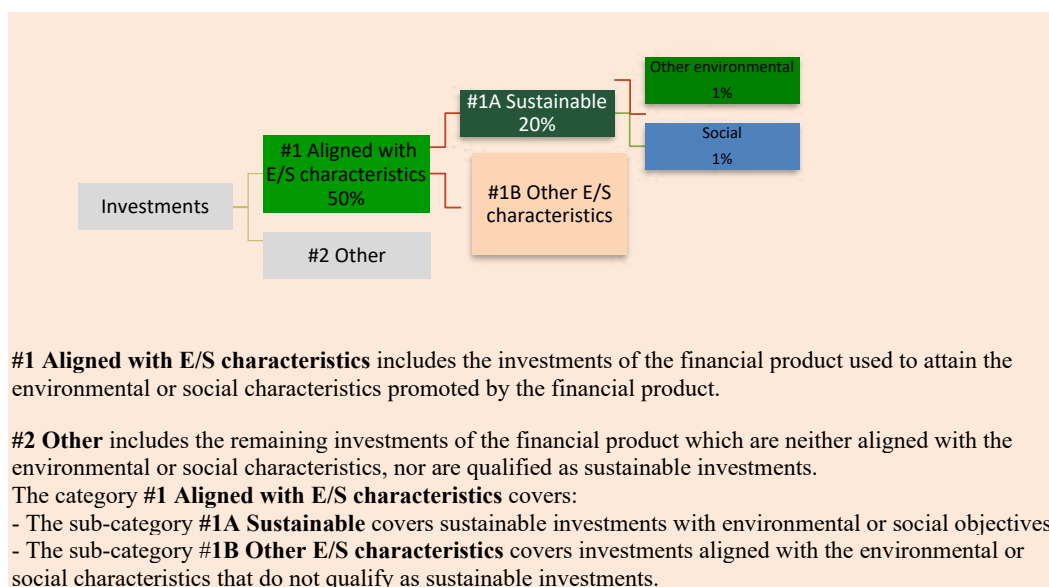 Other environmental
1%
#1A Sustainable
20%
Social
1%
#1 Aligned with
E/S characteristics
50%
#1B Other E/S
characteristics
Investments
#2 Other
#1 Aligned with E/S characteristics includes the investments of the financial product used to attain the
environmental or social characteristics promoted by the financial product.
#2 Other includes the remaining investments of the financial product which are neither aligned with the
environmental or social characteristics, nor are qualified as sustainable investments.
The category #1 Aligned with E/S characteristics covers:
- The sub-category #1A Sustainable covers sustainable investments with environmental or social objectives
- The sub-category #1B Other E/S characteristics covers investments aligned with the environmental or
social characteristics that do not qualify as sustainable investments.